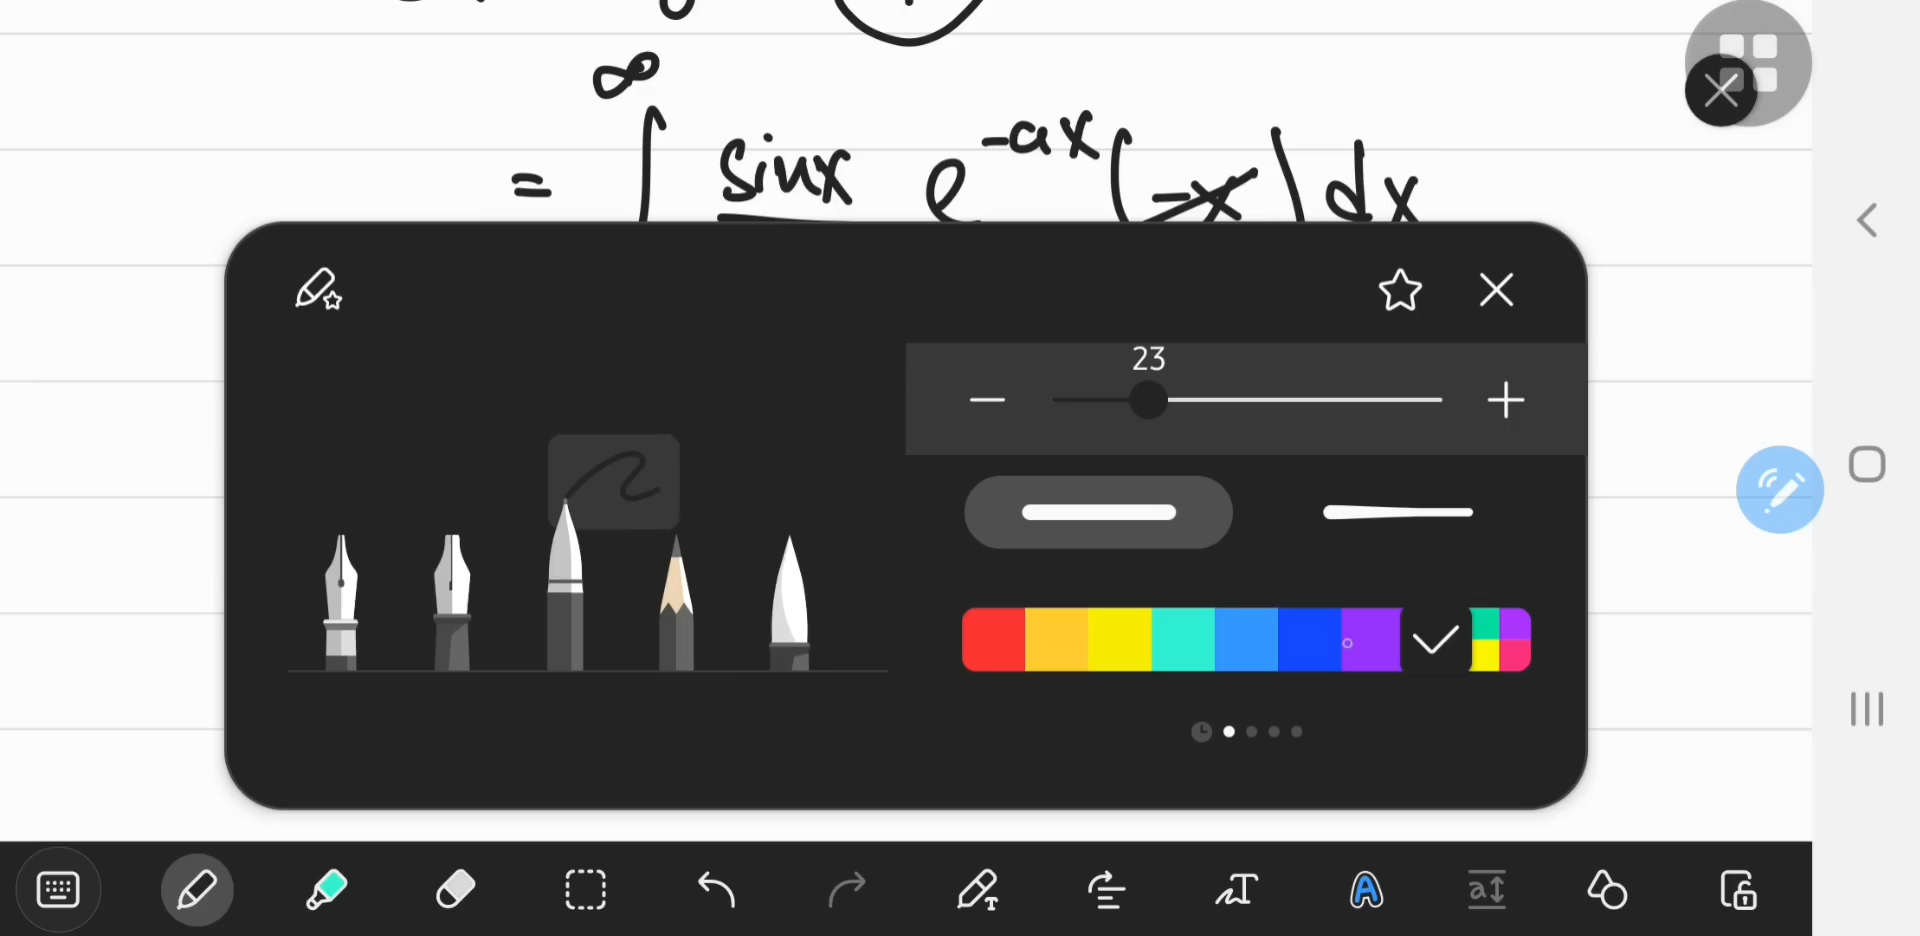 ∞
= ∫ sinx e^-ax (-x) dx
23